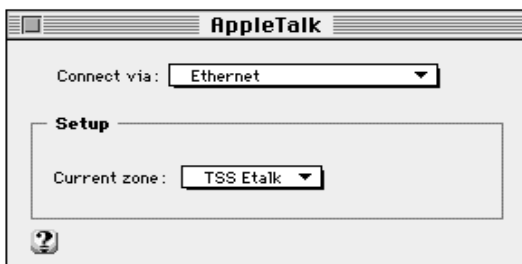 AppleTalk
Connect via: Ethernet
Setup
Current zone: TSS Etalk
?